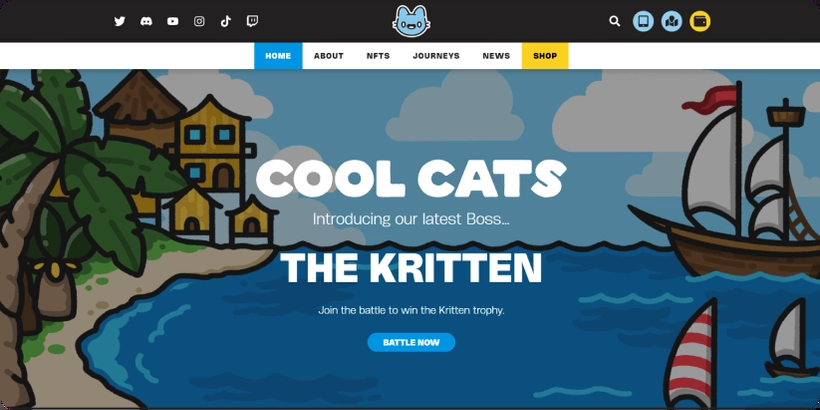 HOME ABOUT NFTS JOURNEYS NEWS SHOP
COOL CATS
Introducing our latest Boss...
THE KRITTEN
Join the battle to win the Kritten trophy.
BATTLE NOW